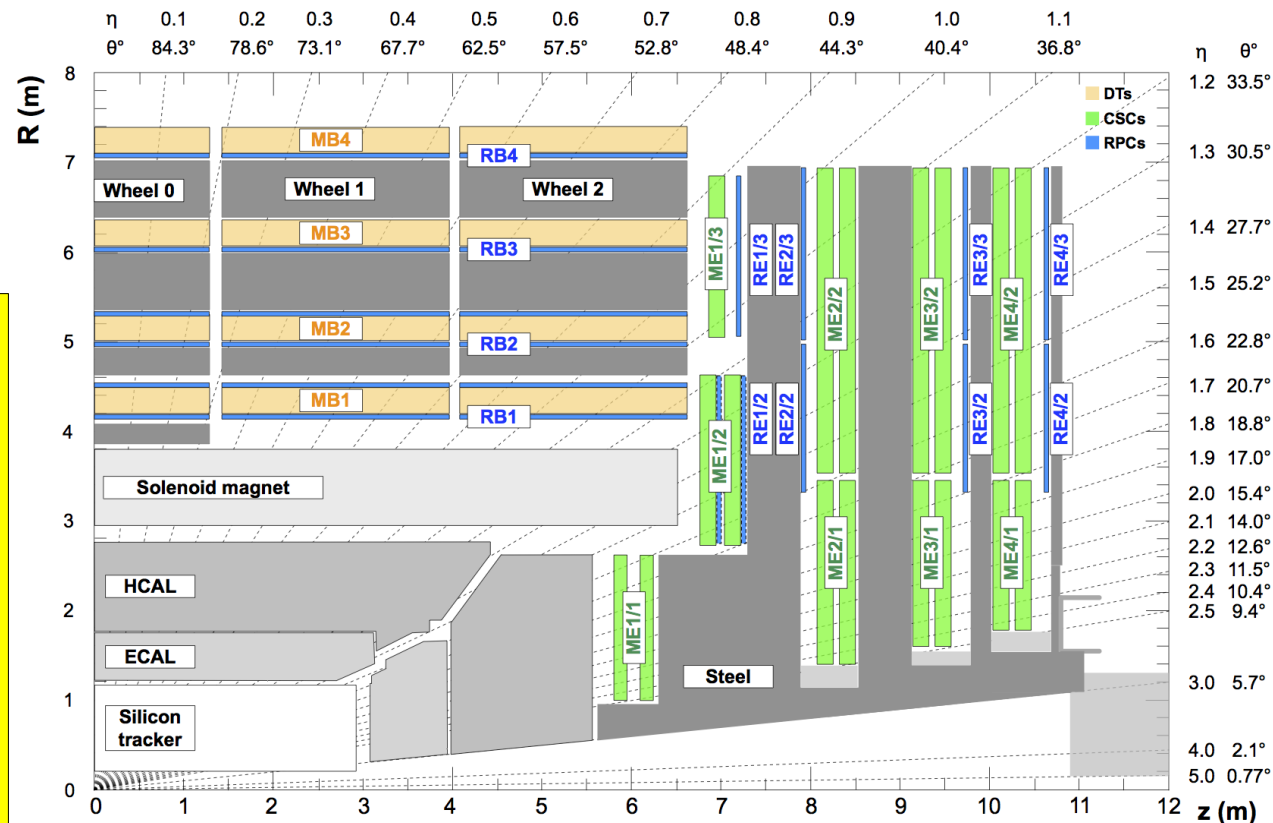 η 0.1 0.2 0.3 0.4 0.5 0.6 0.7 0.8 0.9 1.0 1.1
θ° 84.3° 78.6° 73.1° 67.7° 62.5° 57.5° 52.8° 48.4° 44.3° 40.4° 36.8° η θ°
R (m)
8
7
6
5
4
3
2
1
0
1.2 33.5°
1.3 30.5°
1.4 27.7°
1.5 25.2°
1.6 22.8°
1.7 20.7°
1.8 18.8°
1.9 17.0°
2.0 15.4°
2.1 14.0°
2.2 12.6°
2.3 11.5°
2.4 10.4°
2.5 9.4°
3.0 5.7°
4.0 2.1°
5.0 0.77°
DTs
CSCs
RPCs
MB4
RB4
Wheel 0
Wheel 1
Wheel 2
MB3
RB3
MB2
RB2
MB1
RB1
Solenoid magnet
HCAL
ECAL
Silicon
tracker
Steel
ME1/3
RE1/3
RE2/3
ME2/2
ME3/2
RE3/3
ME4/2
RE4/3
ME1/2
RE1/2
RE2/2
RE3/2
RE4/2
ME1/1
ME2/1
ME3/1
ME4/1
0 1 2 3 4 5 6 7 8 9 10 11 12 z (m)